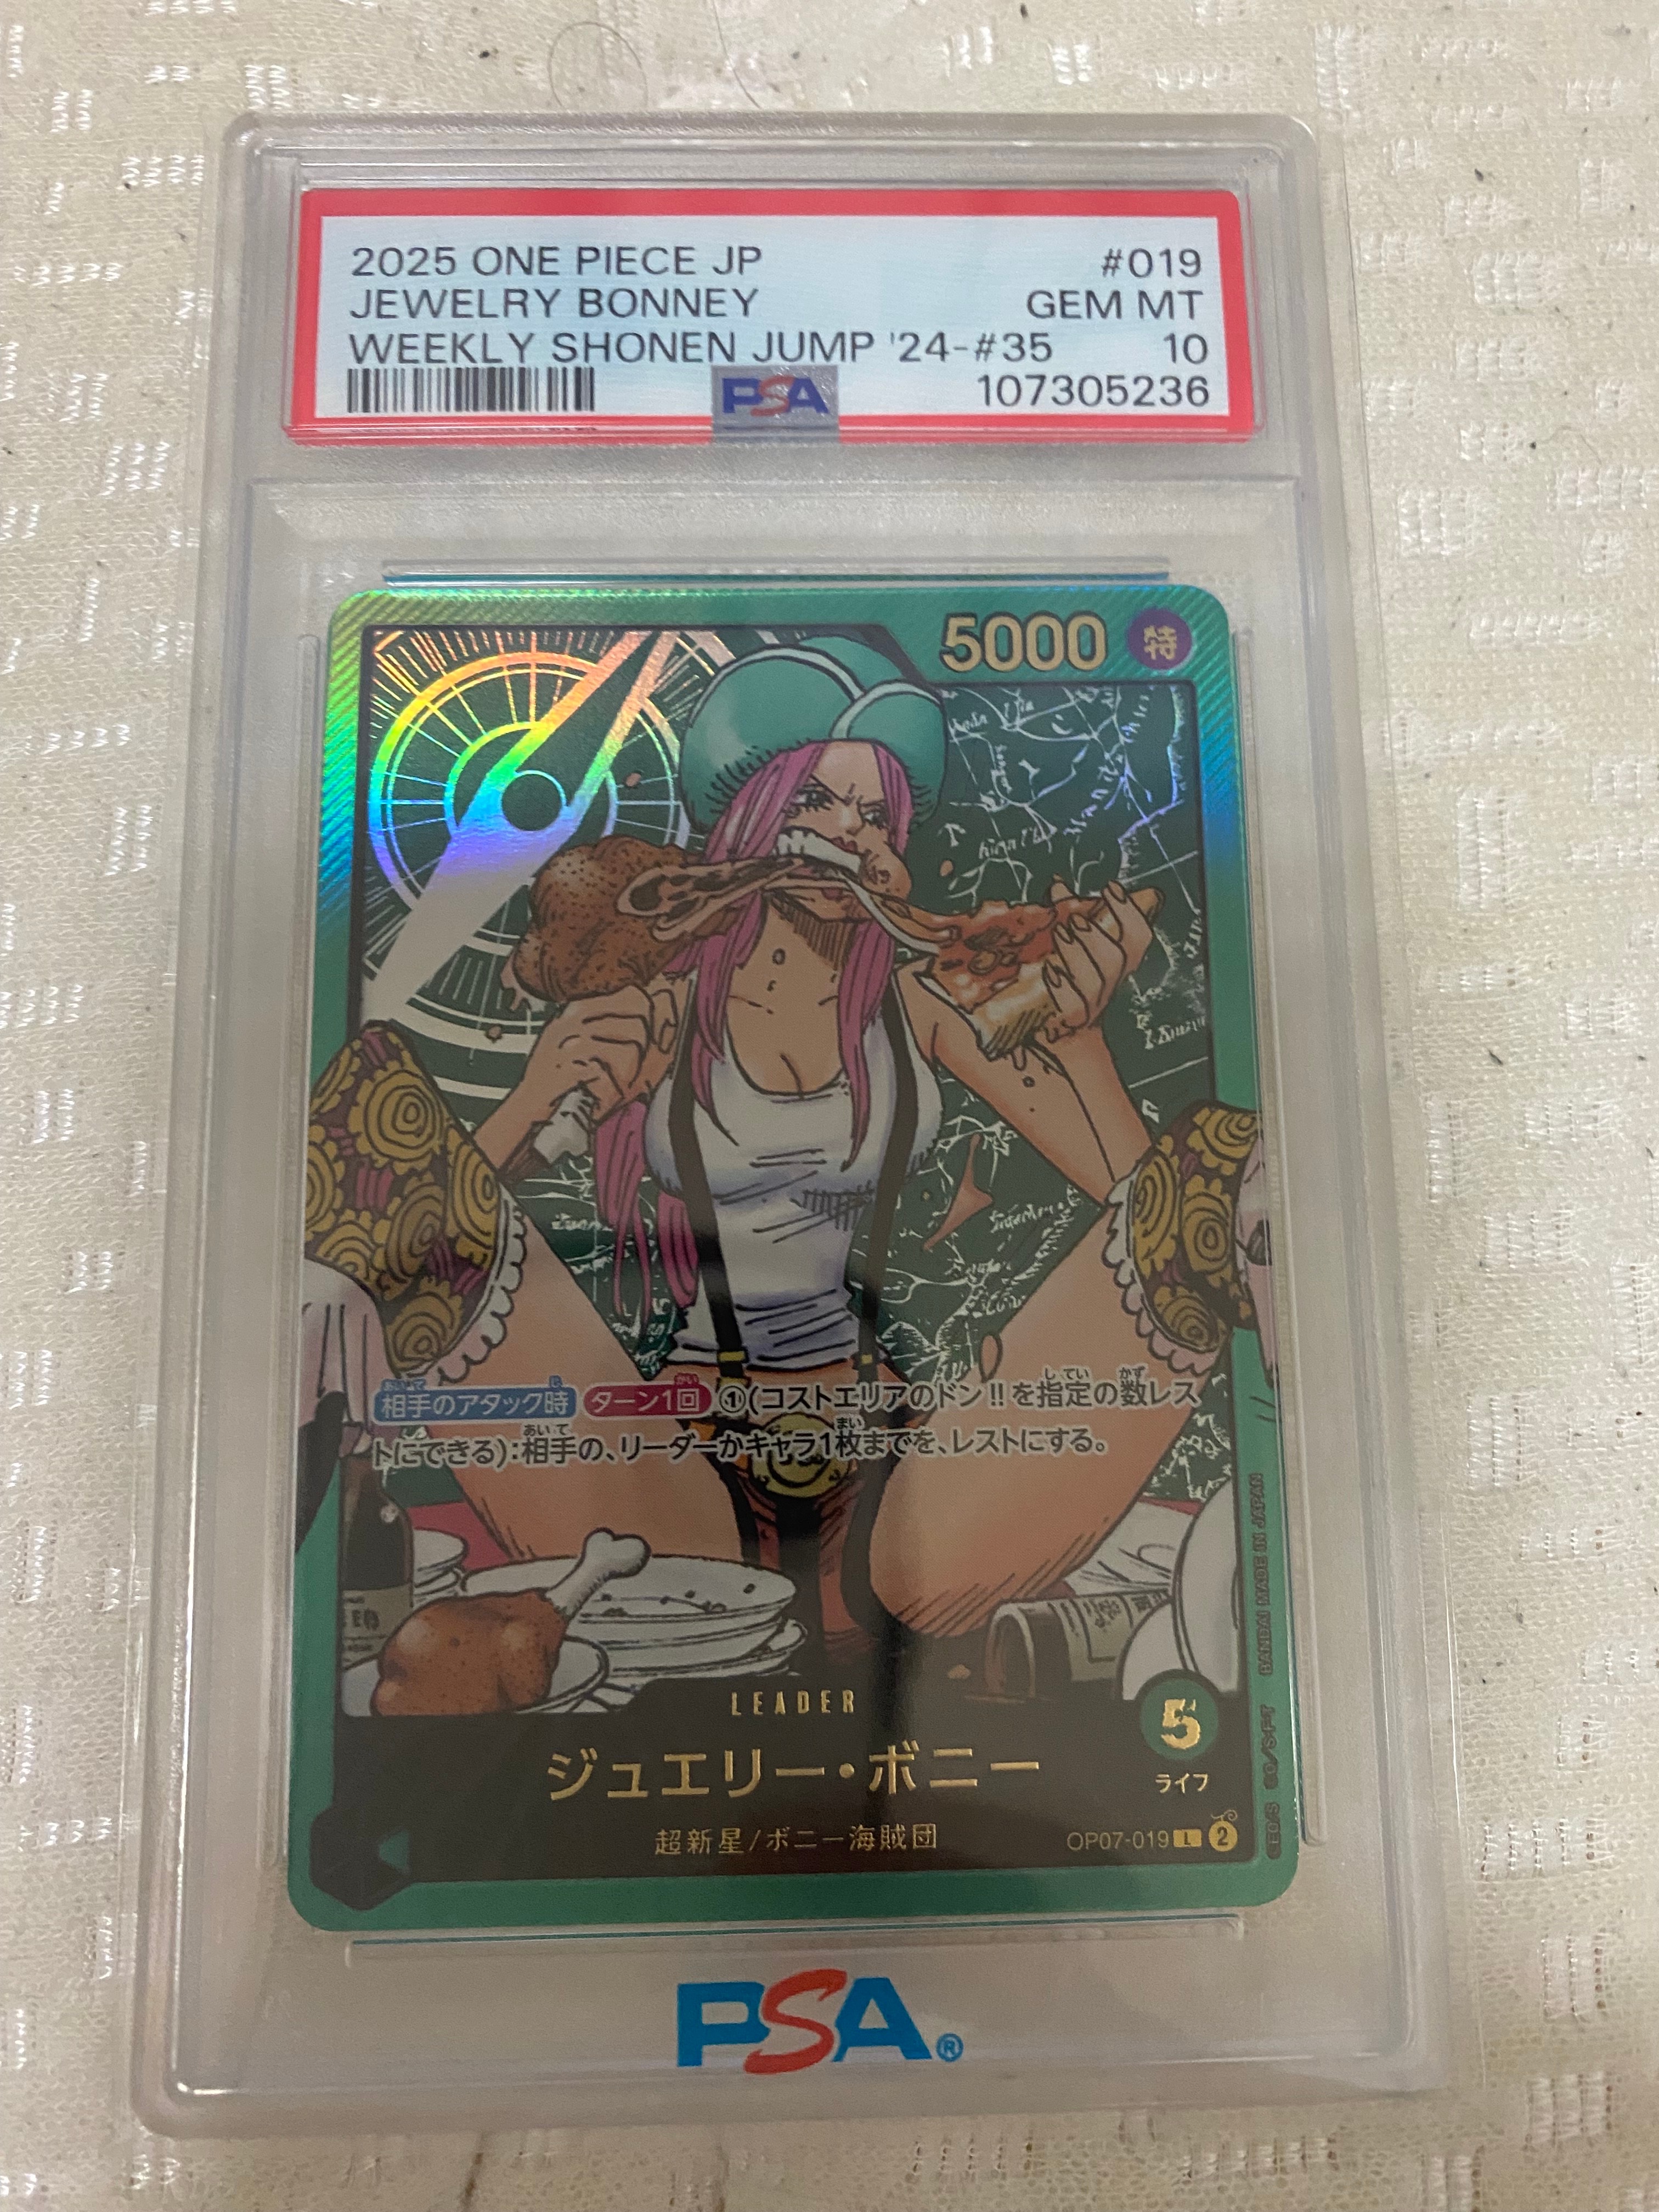 2025 ONE PIECE JP #019
JEWELRY BONNEY GEM MT
WEEKLY SHONEN JUMP '24-#35 10
PSA 107305236
5000 特
相手のアタック時 ターン1回 ①(コストエリアのドン!!を指定の数レス
トにできる):相手の、リーダーかキャラ1枚までを、レストにする。
LEADER
ジュエリー・ボニー
5
ライフ
超新星/ボニー海賊団
OP07-019 L 2
BANDAI MADE IN JAPAN
PSA®